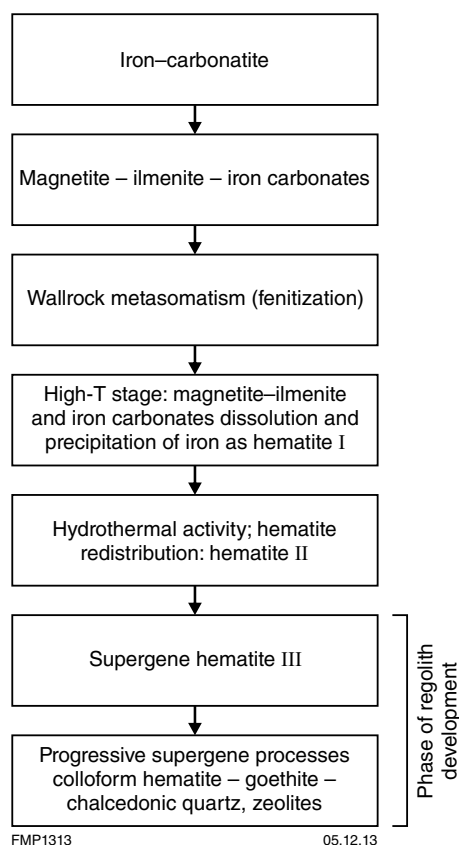 Iron–carbonatite
Magnetite – ilmenite – iron carbonates
Wallrock metasomatism (fenitization)
High-T stage: magnetite–ilmenite
and iron carbonates dissolution and
precipitation of iron as hematite I
Hydrothermal activity; hematite
redistribution: hematite II
Supergene hematite III
Progressive supergene processes
colloform hematite – goethite –
chalcedonic quartz, zeolites
Phase of regolith
development
FMP1313
05.12.13